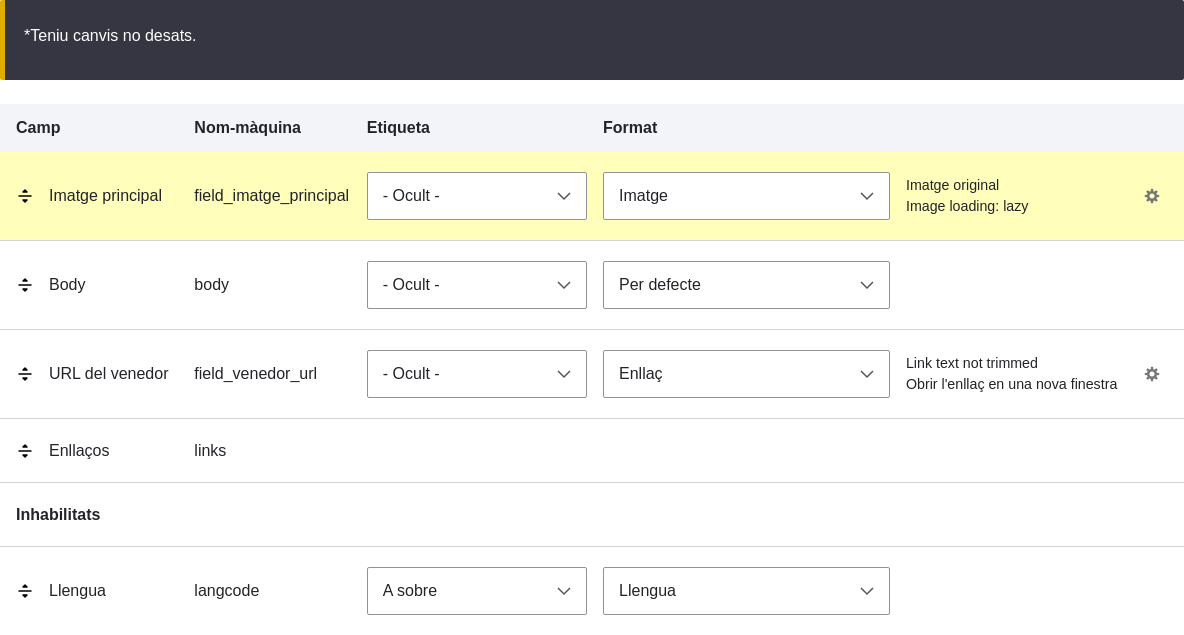 *Teniu canvis no desats.
Camp Nom-màquina Etiqueta Format
Imatge principal field_imatge_principal - Ocult - Imatge Imatge original
Image loading: lazy
Body body - Ocult - Per defecte
URL del venedor field_venedor_url - Ocult - Enllaç Link text not trimmed
Obrir l'enllaç en una nova finestra
Enllaços links
Inhabilitats
Llengua langcode A sobre Llengua